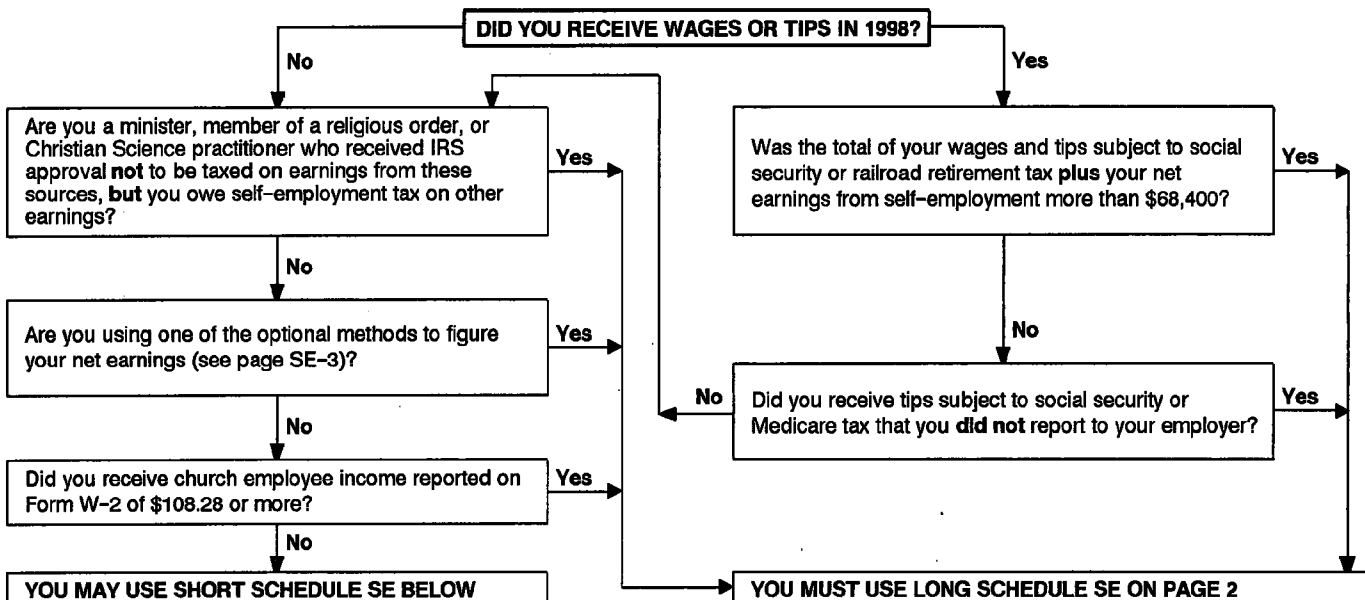 DID YOU RECEIVE WAGES OR TIPS IN 1998?
No
Yes
Are you a minister, member of a religious order, or
Christian Science practitioner who received IRS
approval not to be taxed on earnings from these
sources, but you owe self-employment tax on other
earnings?
Yes
Was the total of your wages and tips subject to social
security or railroad retirement tax plus your net
earnings from self-employment more than $68,400?
Yes
No
No
Are you using one of the optional methods to figure
your net earnings (see page SE-3)?
Yes
No
Did you receive tips subject to social security or
Medicare tax that you did not report to your employer?
Yes
No
Did you receive church employee income reported on
Form W-2 of $108.28 or more?
Yes
No
YOU MAY USE SHORT SCHEDULE SE BELOW
YOU MUST USE LONG SCHEDULE SE ON PAGE 2